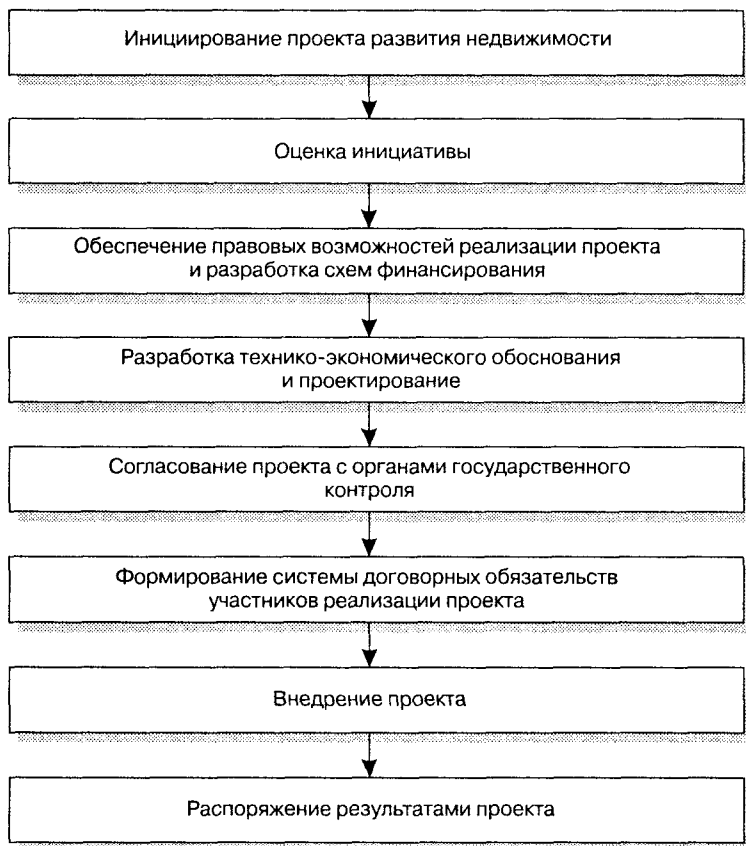 Инициирование проекта развития недвижимости
Оценка инициативы
Обеспечение правовых возможностей реализации проекта
и разработка схем финансирования
Разработка технико-экономического обоснования
и проектирование
Согласование проекта с органами государственного
контроля
Формирование системы договорных обязательств
участников реализации проекта
Внедрение проекта
Распоряжение результатами проекта